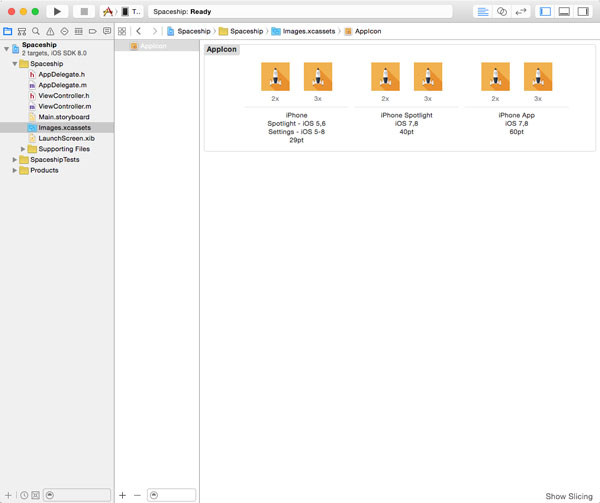 Spaceship: Ready
T..
Spaceship
2 targets, iOS SDK 8.0
Spaceship
AppDelegate.h
AppDelegate.m
ViewController.h
ViewController.m
Main.storyboard
Images.xcassets
LaunchScreen.xib
Supporting Files
SpaceshipTests
Products
AppIcon
Spaceship Spaceship Images.xcassets AppIcon
AppIcon
2x 3x 2x 3x 2x 3x
iPhone
Spotlight - iOS 5,6
Settings - iOS 5-8
29pt
iPhone Spotlight
iOS 7,8
40pt
iPhone App
iOS 7,8
60pt
Show Slicing